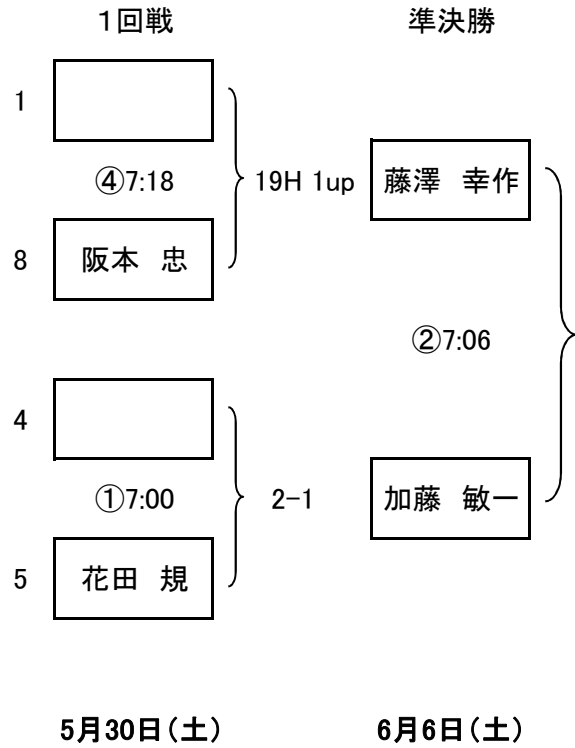 １回戦
準決勝
1
④7:18
19H 1up
藤澤　幸作
8
阪本　忠
②7:06
4
①7:00
2−1
加藤　敏一
5
花田　規
5月30日（土）
6月6日（土）